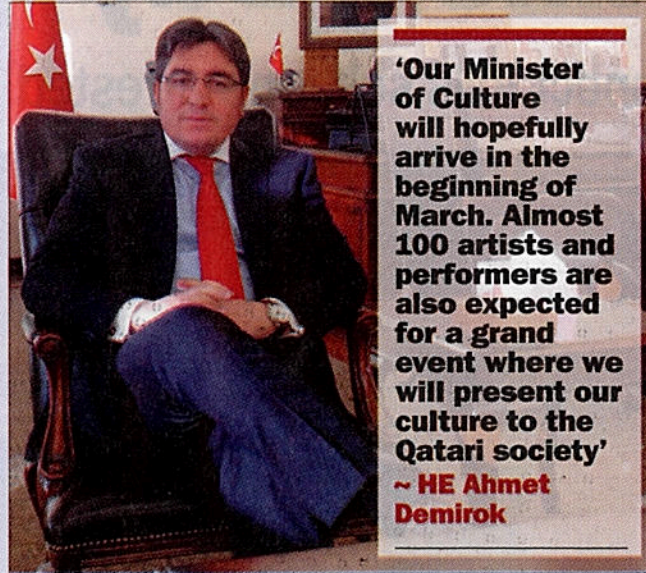 ‘Our Minister
of Culture
will hopefully
arrive in the
beginning of
March. Almost
100 artists and
performers are
also expected
for a grand
event where we
will present our
culture to the
Qatari society’
~ HE Ahmet
Demirok